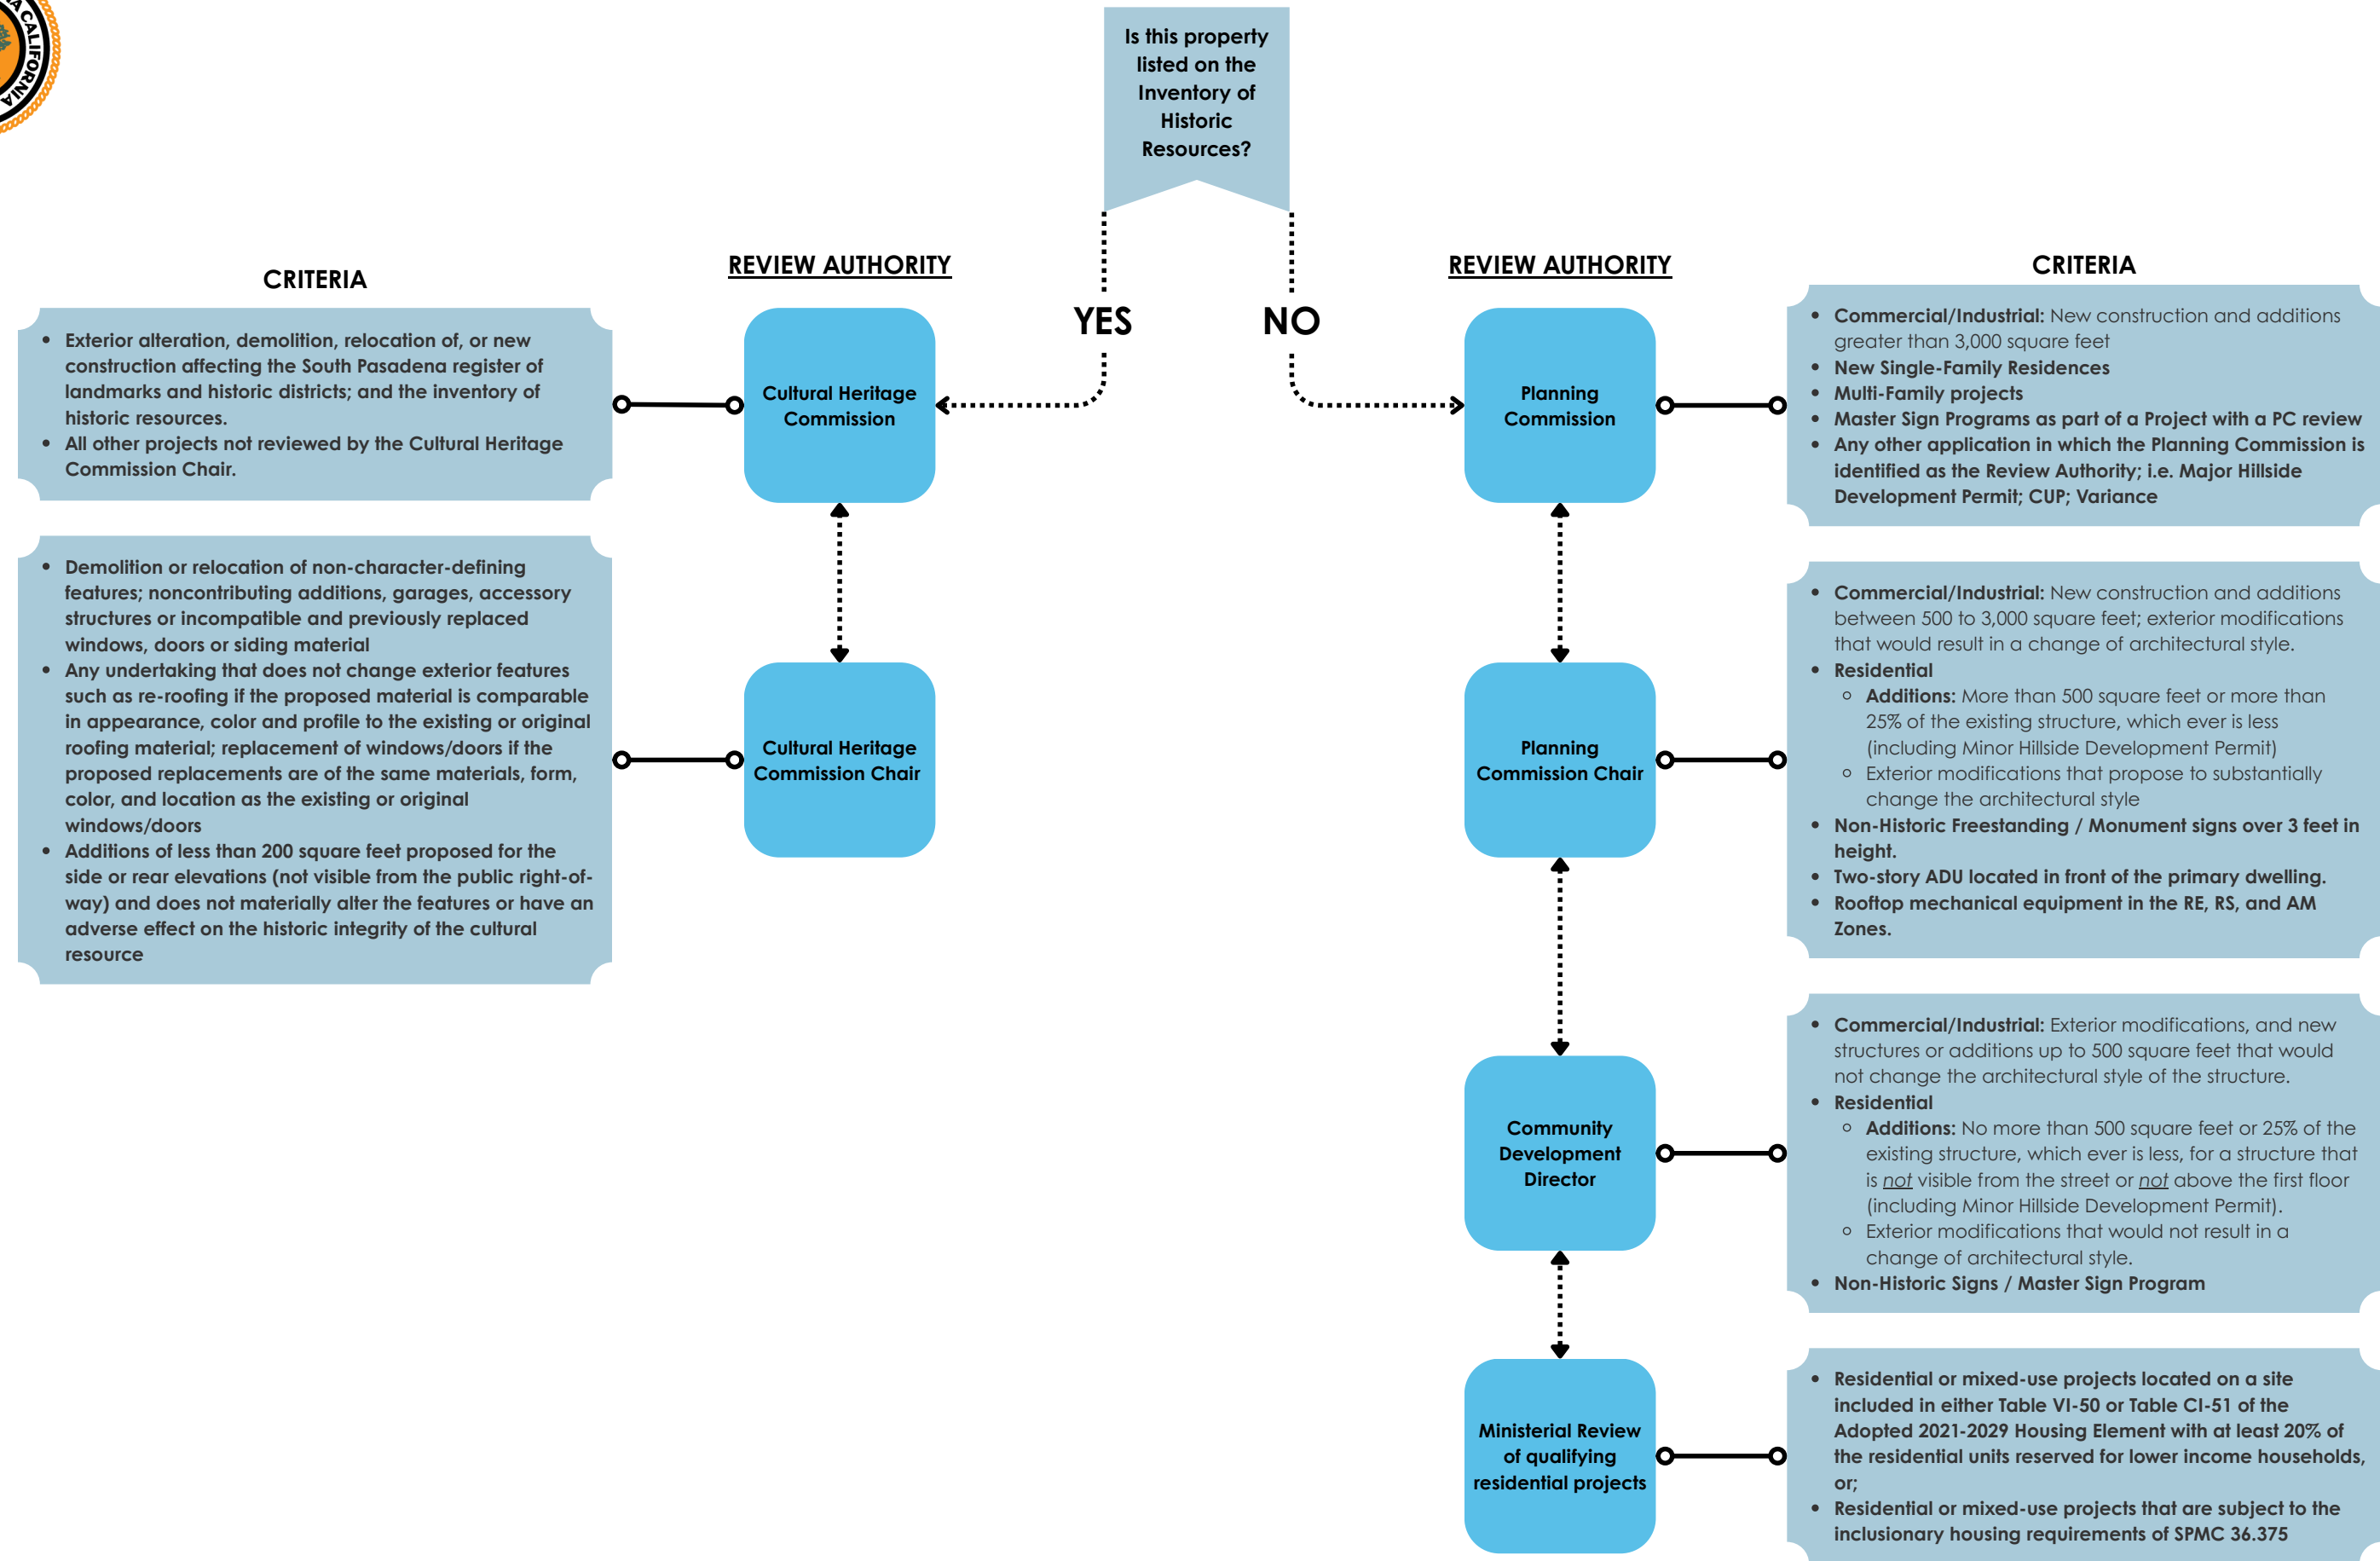 CALIFORNIA
Is this property
listed on the
Inventory of
Historic
Resources?
YES
NO
CRITERIA
REVIEW AUTHORITY
• Exterior alteration, demolition, relocation of, or new
construction affecting the South Pasadena register of
landmarks and historic districts; and the inventory of
historic resources.
• All other projects not reviewed by the Cultural Heritage
Commission Chair.
Cultural Heritage
Commission
• Demolition or relocation of non-character-defining
features; noncontributing additions, garages, accessory
structures or incompatible and previously replaced
windows, doors or siding material
• Any undertaking that does not change exterior features
such as re-roofing if the proposed material is comparable
in appearance, color and profile to the existing or original
roofing material; replacement of windows/doors if the
proposed replacements are of the same materials, form,
color, and location as the existing or original
windows/doors
• Additions of less than 200 square feet proposed for the
side or rear elevations (not visible from the public right-of-
way) and does not materially alter the features or have an
adverse effect on the historic integrity of the cultural
resource
Cultural Heritage
Commission Chair
REVIEW AUTHORITY
CRITERIA
Planning
Commission
• Commercial/Industrial: New construction and additions
greater than 3,000 square feet
• New Single-Family Residences
• Multi-Family projects
• Master Sign Programs as part of a Project with a PC review
• Any other application in which the Planning Commission is
identified as the Review Authority; i.e. Major Hillside
Development Permit; CUP; Variance
Planning
Commission Chair
• Commercial/Industrial: New construction and additions
between 500 to 3,000 square feet; exterior modifications
that would result in a change of architectural style.
• Residential
◦ Additions: More than 500 square feet or more than
25% of the existing structure, which ever is less
(including Minor Hillside Development Permit)
◦ Exterior modifications that propose to substantially
change the architectural style
• Non-Historic Freestanding / Monument signs over 3 feet in
height.
• Two-story ADU located in front of the primary dwelling.
• Rooftop mechanical equipment in the RE, RS, and AM
Zones.
Community
Development
Director
• Commercial/Industrial: Exterior modifications, and new
structures or additions up to 500 square feet that would
not change the architectural style of the structure.
• Residential
◦ Additions: No more than 500 square feet or 25% of the
existing structure, which ever is less, for a structure that
is not visible from the street or not above the first floor
(including Minor Hillside Development Permit).
◦ Exterior modifications that would not result in a
change of architectural style.
• Non-Historic Signs / Master Sign Program
Ministerial Review
of qualifying
residential projects
• Residential or mixed-use projects located on a site
included in either Table VI-50 or Table CI-51 of the
Adopted 2021-2029 Housing Element with at least 20% of
the residential units reserved for lower income households,
or;
• Residential or mixed-use projects that are subject to the
inclusionary housing requirements of SPMC 36.375